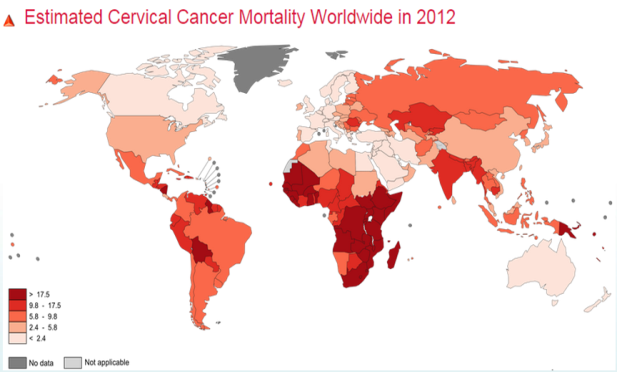 Estimated Cervical Cancer Mortality Worldwide in 2012
> 17.5
9.8 - 17.5
5.8 - 9.8
2.4 - 5.8
< 2.4
No data
Not applicable